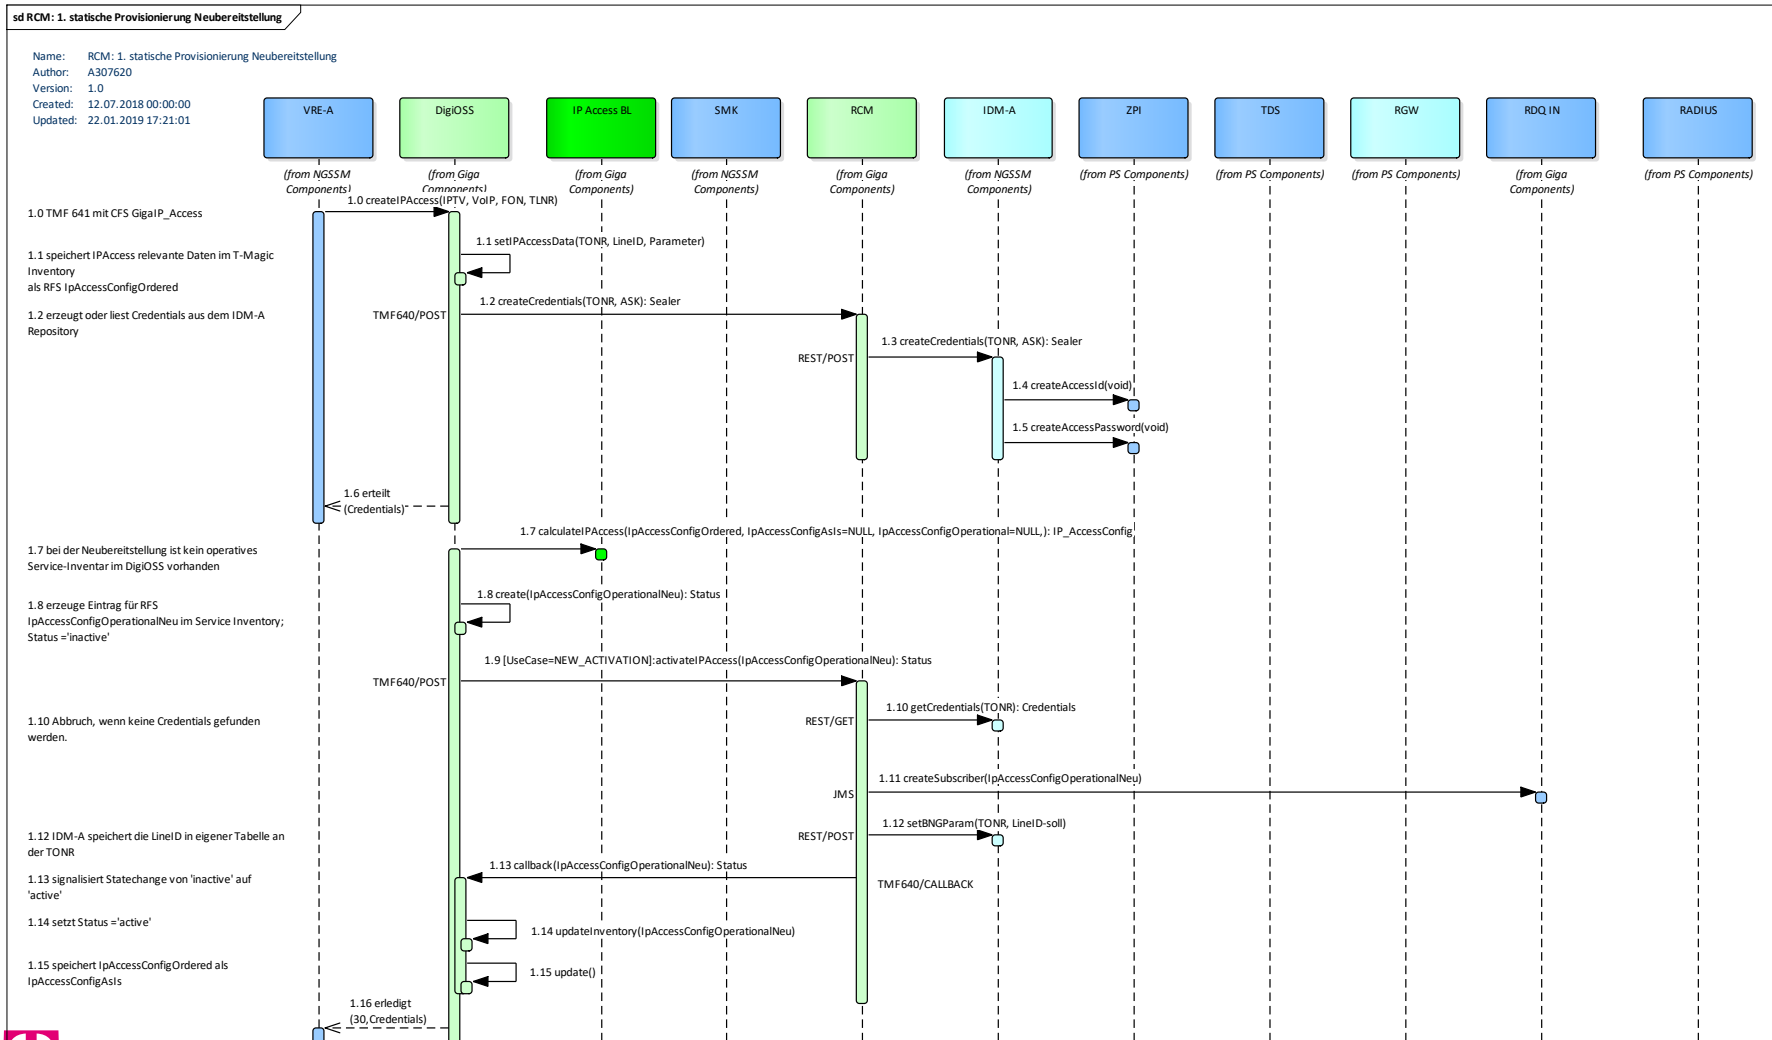 sd RCM: 1. statische Provisionierung Neubereitstellung
Name: RCM: 1. statische Provisionierung Neubereitstellung
Author: A307620
Version: 1.0
Created: 12.07.2018 00:00:00
Updated: 22.01.2019 17:21:01
VRE-A
DigiOSS
IP Access BL
SMK
RCM
IDM-A
ZPI
TDS
RGW
RDQ IN
RADIUS
(from NGSSM
Components)
(from Giga
Components)
(from Giga
Components)
(from NGSSM
Components)
(from Giga
Components)
(from NGSSM
Components)
(from PS Components)
(from PS Components)
(from PS Components)
(from Giga
Components)
(from PS Components)
1.0 createIPAccess(IPTV, VoIP, FON, TLNR)
1.0 TMF 641 mit CFS GigaIP_Access
1.1 setIPAccessData(TONR, LineID, Parameter)
1.1 speichert IPAccess relevante Daten im T-Magic
Inventory
als RFS IpAccessConfigOrdered
1.2 createCredentials(TONR, ASK): Sealer
1.2 erzeugt oder liest Credentials aus dem IDM-A
Repository
TMF640/POST
1.3 createCredentials(TONR, ASK): Sealer
REST/POST
1.4 createAccessId(void)
1.5 createAccessPassword(void)
1.6 erteilt
(Credentials)
1.7 calculateIPAccess(IpAccessConfigOrdered, IpAccessConfigAsIs=NULL, IpAccessConfigOperational=NULL,): IP_AccessConfig
1.7 bei der Neubereitstellung ist kein operatives
Service-Inventar im DigiOSS vorhanden
1.8 create(IpAccessConfigOperationalNeu): Status
1.8 erzeuge Eintrag für RFS
IpAccessConfigOperationalNeu im Service Inventory;
Status ='inactive'
1.9 [UseCase=NEW_ACTIVATION]:activateIPAccess(IpAccessConfigOperationalNeu): Status
TMF640/POST
1.10 getCredentials(TONR): Credentials
1.10 Abbruch, wenn keine Credentials gefunden
werden.
REST/GET
1.11 createSubscriber(IpAccessConfigOperationalNeu)
JMS
1.12 setBNGParam(TONR, LineID-soll)
1.12 IDM-A speichert die LineID in eigener Tabelle an
der TONR
REST/POST
1.13 callback(IpAccessConfigOperationalNeu): Status
1.13 signalisiert Statechange von 'inactive' auf
'active'
TMF640/CALLBACK
1.14 setzt Status ='active'
1.14 updateInventory(IpAccessConfigOperationalNeu)
1.15 speichert IpAccessConfigOrdered als
IpAccessConfigAsIs
1.15 update()
1.16 erledigt
(30,Credentials)